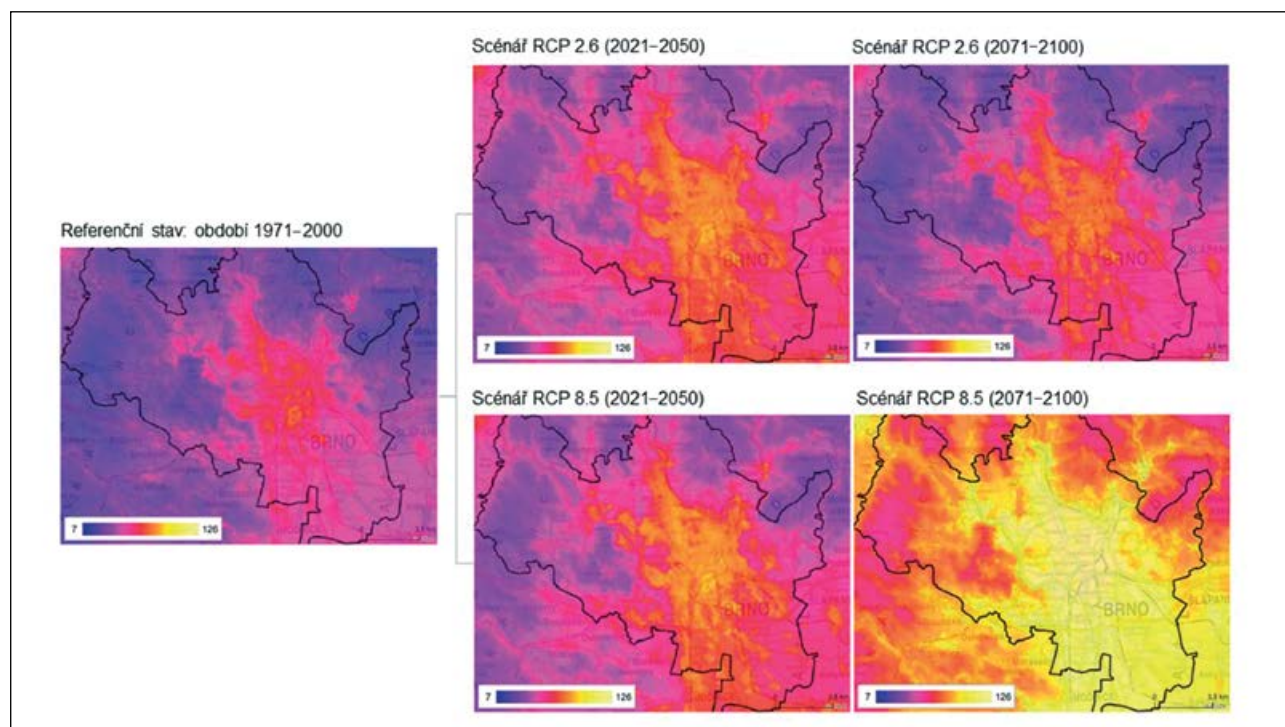 Scénář RCP 2.6 (2021–2050)
Scénář RCP 2.6 (2071–2100)
BRNO
7 126
BRNO
7 126
Referenční stav: období 1971–2000
BRNO
7 126
Scénář RCP 8.5 (2021–2050)
Scénář RCP 8.5 (2071–2100)
BRNO
7 126
BRNO
7 126